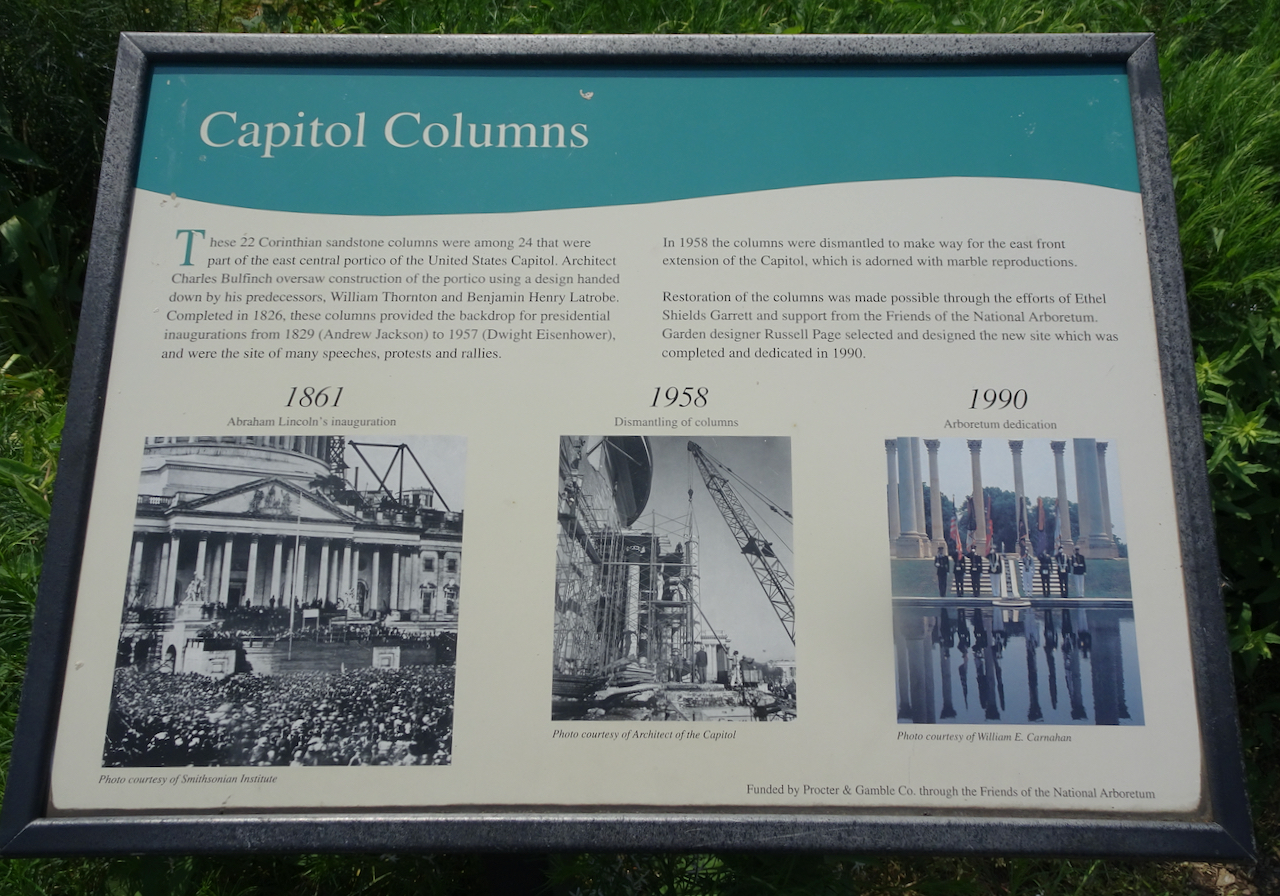 Capitol Columns
These 22 Corinthian sandstone columns were among 24 that were
part of the east central portico of the United States Capitol. Architect
Charles Bulfinch oversaw construction of the portico using a design handed
down by his predecessors, William Thornton and Benjamin Henry Latrobe.
Completed in 1826, these columns provided the backdrop for presidential
inaugurations from 1829 (Andrew Jackson) to 1957 (Dwight Eisenhower),
and were the site of many speeches, protests and rallies.
In 1958 the columns were dismantled to make way for the east front
extension of the Capitol, which is adorned with marble reproductions.
Restoration of the columns was made possible through the efforts of Ethel
Shields Garrett and support from the Friends of the National Arboretum.
Garden designer Russell Page selected and designed the new site which was
completed and dedicated in 1990.
1861
Abraham Lincoln's inauguration
Photo courtesy of Smithsonian Institute
1958
Dismantling of columns
Photo courtesy of Architect of the Capitol
1990
Arboretum dedication
Photo courtesy of William E. Carnahan
Funded by Procter & Gamble Co. through the Friends of the National Arboretum